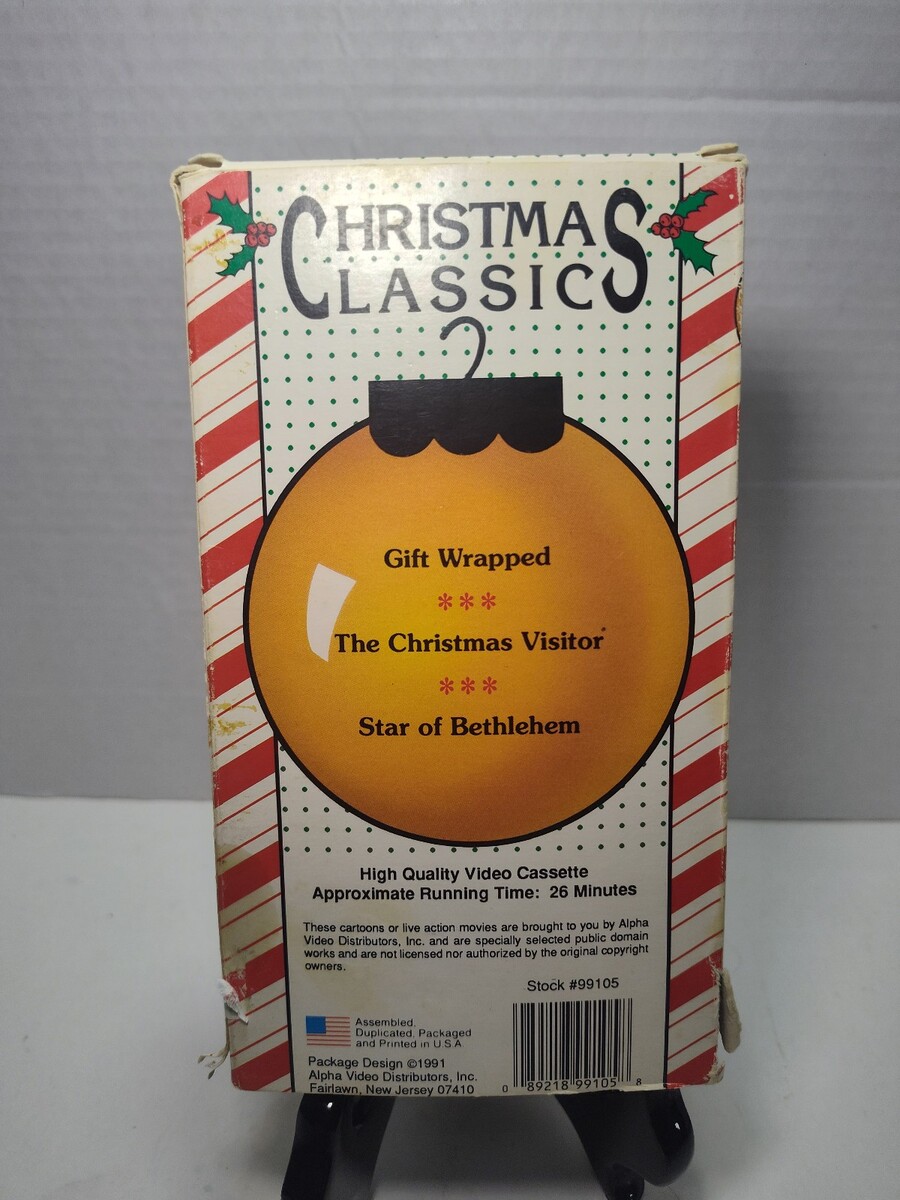 CHRISTMAS
CLASSICS
Gift Wrapped
***
The Christmas Visitor
***
Star of Bethlehem
High Quality Video Cassette
Approximate Running Time: 26 Minutes
These cartoons or live action movies are brought to you by Alpha
Video Distributors, Inc. and are specially selected public domain
works and are not licensed nor authorized by the original copyright
owners.
Stock #99105
Assembled,
Duplicated, Packaged
and Printed in U.S.A.
Package Design ©1991
Alpha Video Distributors, Inc.
Fairlawn, New Jersey 07410
0 89218 99105 8